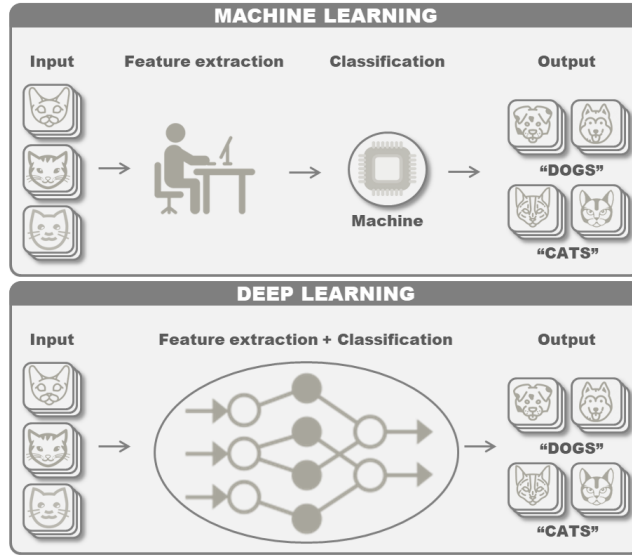 MACHINE LEARNING
Input Feature extraction Classification Output
“DOGS”
Machine
“CATS”
DEEP LEARNING
Input Feature extraction + Classification Output
“DOGS”
“CATS”